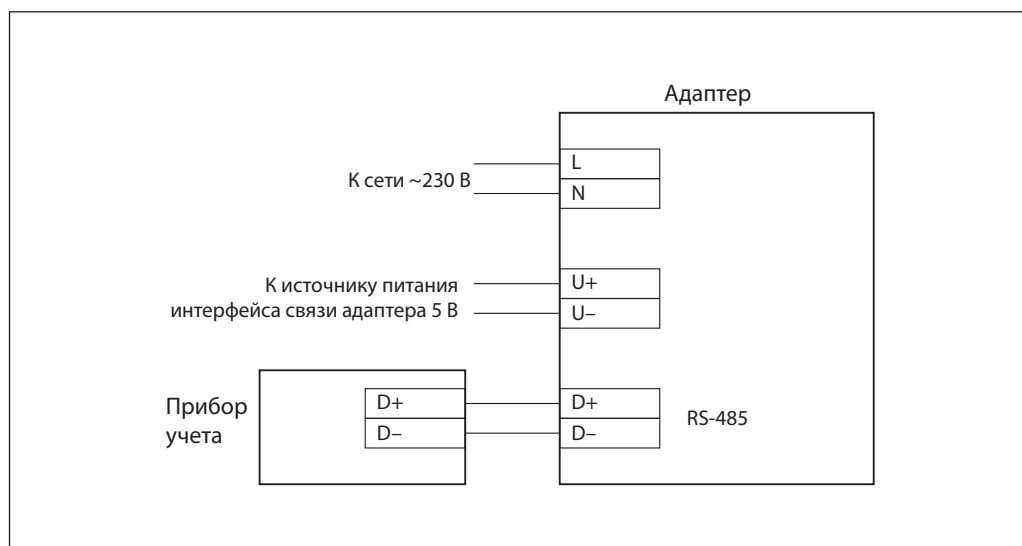 Адаптер
L
К сети ~230 В
N
К источнику питания
интерфейса связи адаптера 5 В
U+
U–
Прибор
учета
D+
D–
D+
D–
RS-485